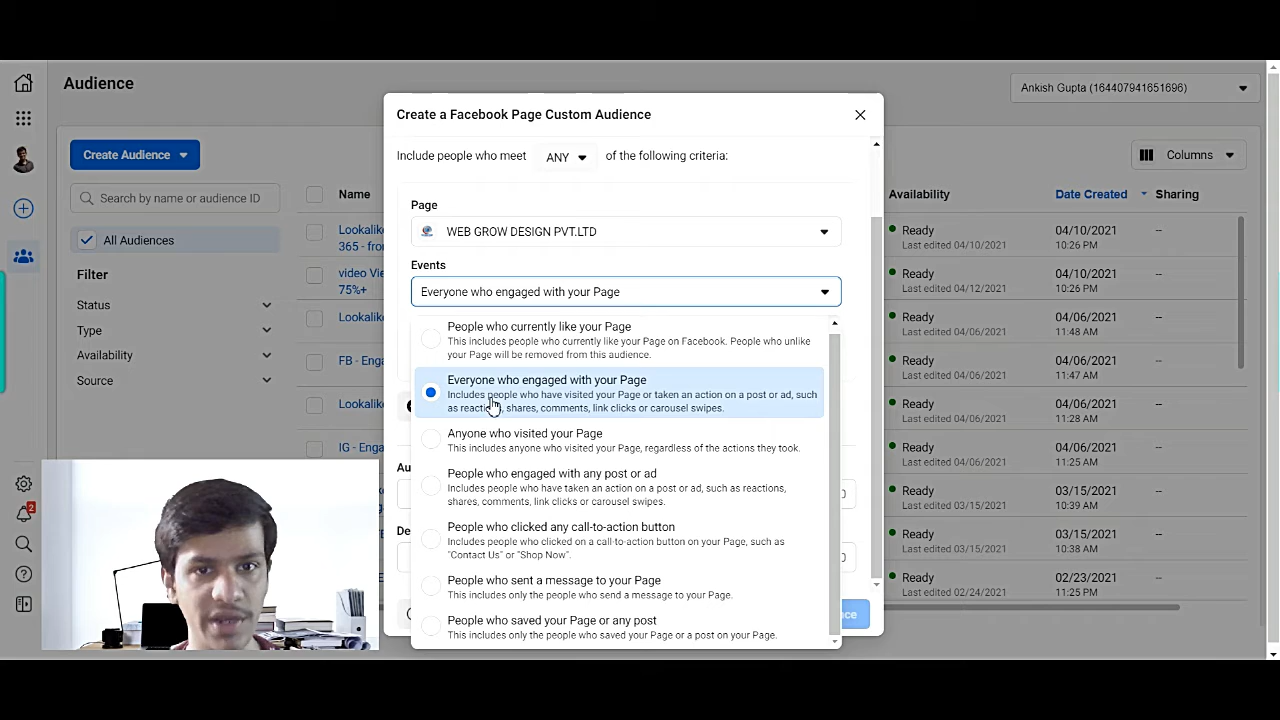 Audience
Ankish Gupta (164407941651696)
Create Audience
Search by name or audience ID
All Audiences
Filter
Status
Type
Availability
Source
2
Name
Availability
Date Created
Sharing
Columns
Lookali
365 - fro
Ready
Last edited 04/10/2021
04/10/2021
10:26 PM
--
video Vie
75%+
Ready
Last edited 04/12/2021
04/10/2021
10:26 PM
--
Lookalik
Ready
Last edited 04/06/2021
04/06/2021
11:48 AM
--
FB - Enga
Ready
Last edited 04/06/2021
04/06/2021
11:47 AM
--
Lookalik
Ready
Last edited 04/06/2021
04/06/2021
11:28 AM
--
IG - Enga
Ready
Last edited 04/06/2021
04/06/2021
11:25 AM
--
Ready
Last edited 03/15/2021
03/15/2021
10:39 AM
--
Ready
Last edited 03/15/2021
03/15/2021
10:38 AM
--
Ready
Last edited 02/24/2021
02/23/2021
11:25 PM
--
Create a Facebook Page Custom Audience
Include people who meet ANY of the following criteria:
Page
WEB GROW DESIGN PVT.LTD
Events
Everyone who engaged with your Page
People who currently like your Page
This includes people who currently like your Page on Facebook. People who unlike
your Page will be removed from this audience.
Everyone who engaged with your Page
Includes people who have visited your Page or taken an action on a post or ad, such
as reactions, shares, comments, link clicks or carousel swipes.
Anyone who visited your Page
This includes anyone who visited your Page, regardless of the actions they took.
People who engaged with any post or ad
Includes people who have taken an action on a post or ad, such as reactions,
shares, comments, link clicks or carousel swipes.
People who clicked any call-to-action button
Includes people who clicked on a call-to-action button on your Page, such as
"Contact Us" or "Shop Now".
People who sent a message to your Page
This includes only the people who send a message to your Page.
People who saved your Page or any post
This includes only the people who saved your Page or a post on your Page.
Au
0
De
0
nce